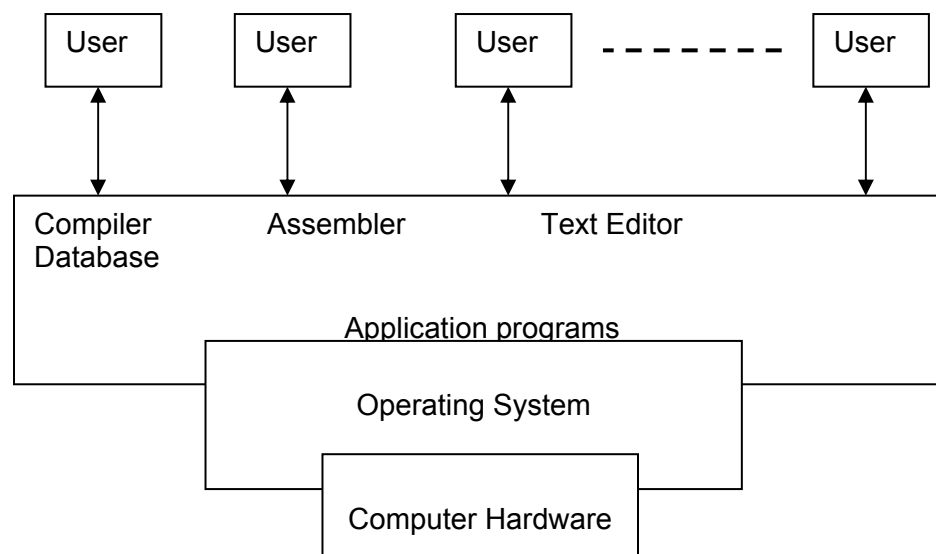 User User User User
Compiler Assembler Text Editor
Database
Application programs
Operating System
Computer Hardware